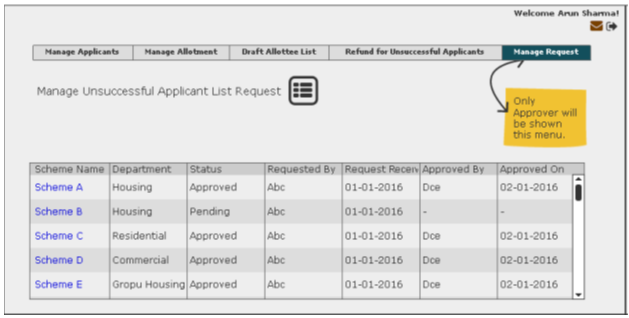 Welcome Arun Sharma!
Manage Applicants Manage Allotment Draft Allottee List Refund for Unsuccessful Applicants Manage Request
Manage Unsuccessful Applicant List Request
Only
Approver will
be shown
this menu.
Scheme Name Department Status Requested By Request Receiv Approved By Approved On
Scheme A Housing Approved Abc 01-01-2016 Dce 02-01-2016
Scheme B Housing Pending Abc 01-01-2016 - -
Scheme C Residential Approved Abc 01-01-2016 Dce 02-01-2016
Scheme D Commercial Approved Abc 01-01-2016 Dce 02-01-2016
Scheme E Gropu Housing Approved Abc 01-01-2016 Dce 02-01-2016